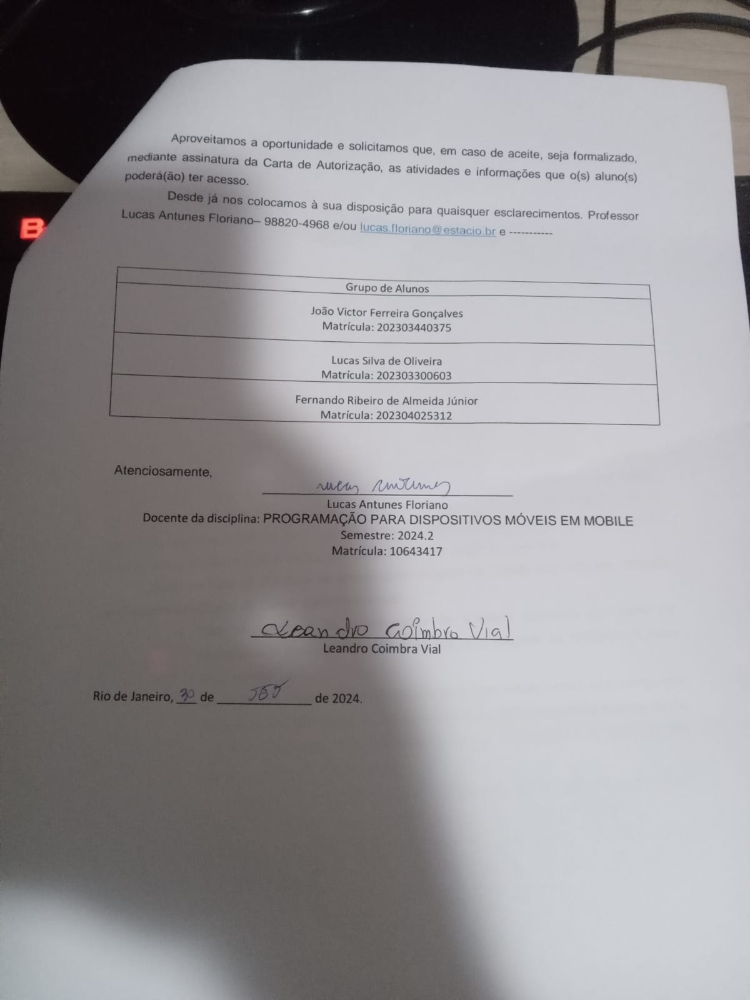 Aproveitamos a oportunidade e solicitamos que, em caso de aceite, seja formalizado,
mediante assinatura da Carta de Autorização, as atividades e informações que o(s) aluno(s)
poderá(ão) ter acesso.
Desde já nos colocamos à sua disposição para quaisquer esclarecimentos. Professor
Lucas Antunes Floriano– 98820-4968 e/ou lucas.floriano@estacio.br e -----------
B
Grupo de Alunos
João Victor Ferreira Gonçalves
Matrícula: 202303440375
Lucas Silva de Oliveira
Matrícula: 202303300603
Fernando Ribeiro de Almeida Júnior
Matrícula: 202304025312
Atenciosamente,
Lucas Antunes
Lucas Antunes Floriano
Docente da disciplina: PROGRAMAÇÃO PARA DISPOSITIVOS MÓVEIS EM MOBILE
Semestre: 2024.2
Matrícula: 10643417
Leandro Coimbra Vial
Leandro Coimbra Vial
Rio de Janeiro, 30 de de 2024.